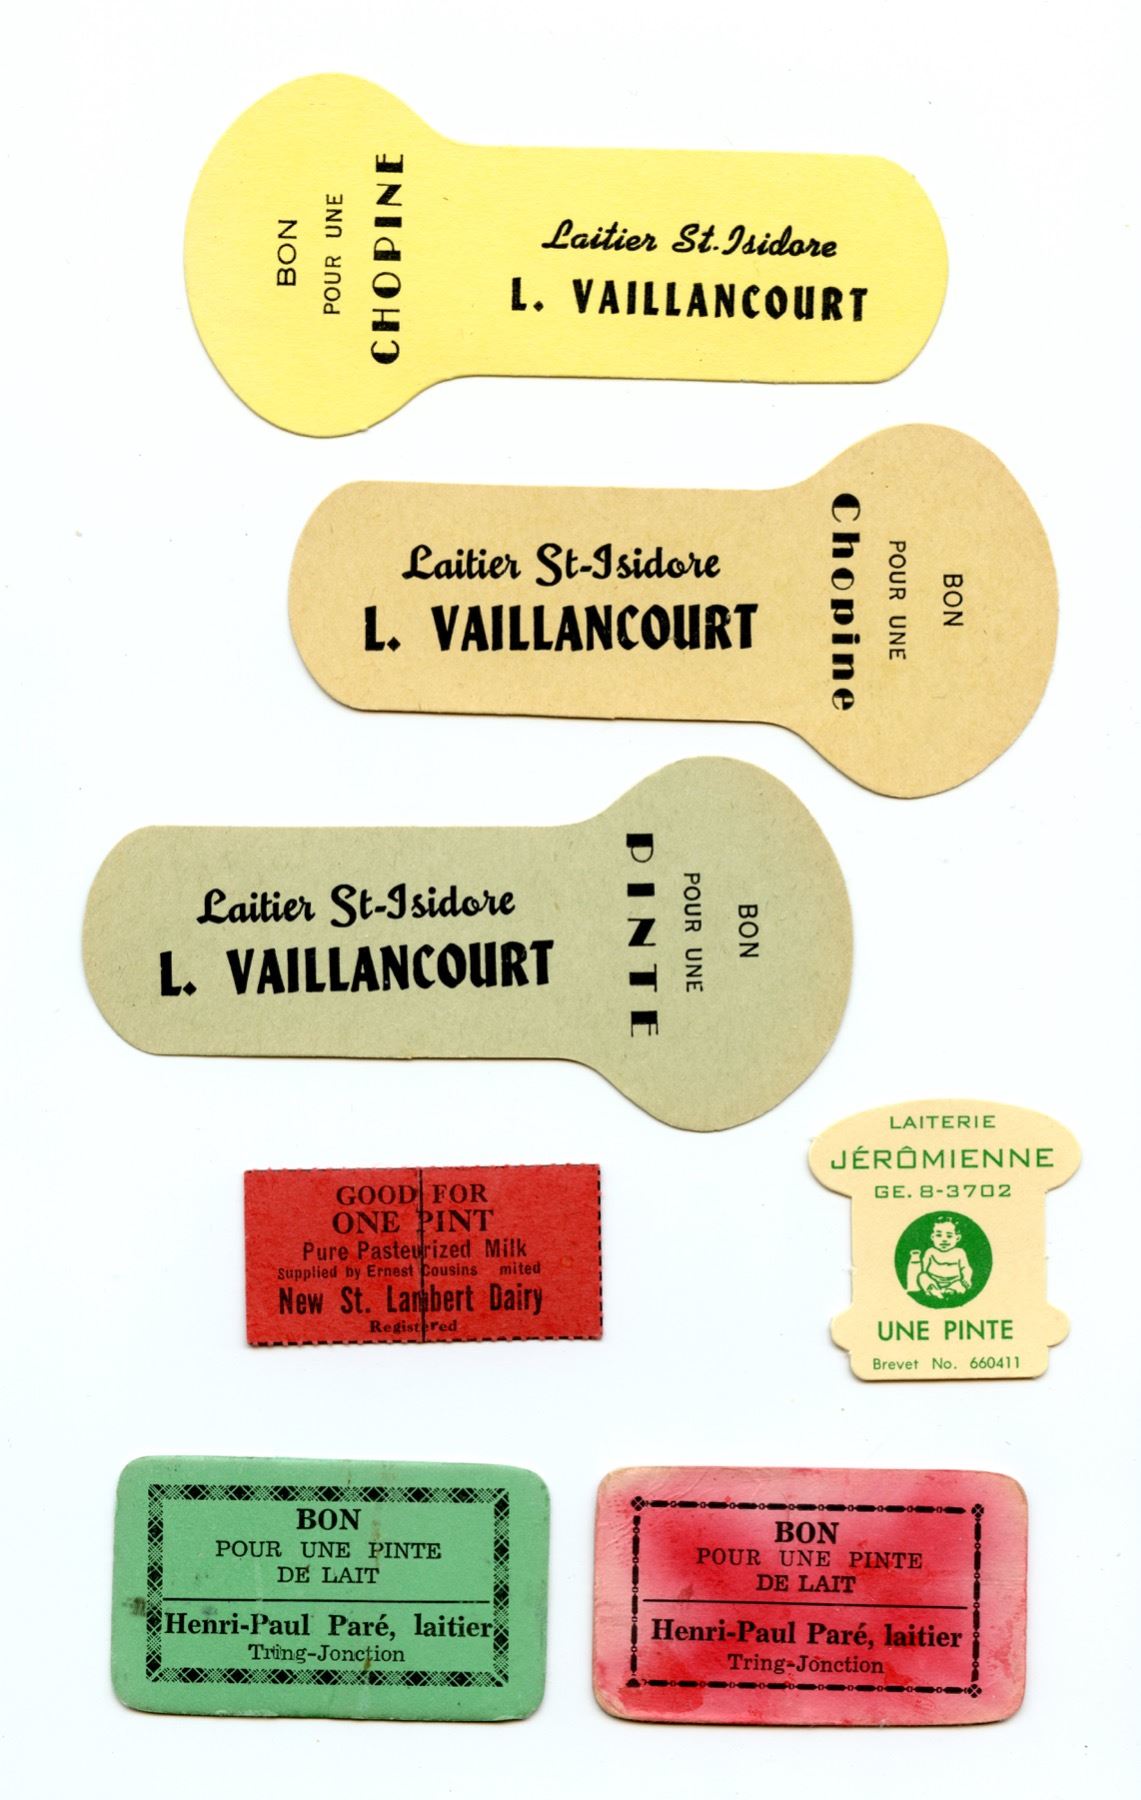 BON
POUR UNE
CHOPINE
Laitier St. Isidore
L. VAILLANCOURT
Laitier St-Isidore
L. VAILLANCOURT
BON
POUR UNE
Chopine
Laitier St-Isidore
L. VAILLANCOURT
BON
POUR UNE
PINTE
GOOD FOR
ONE PINT
Pure Pasteurized Milk
Supplied by Ernest Cousins mited
New St. Lambert Dairy
Registered
LAITERIE
JÉRÔMIENNE
GE. 8-3702
UNE PINTE
Brevet No. 660411
BON
POUR UNE PINTE
DE LAIT
Henri-Paul Paré, laitier
Tring-Jonction
BON
POUR UNE PINTE
DE LAIT
Henri-Paul Paré, laitier
Tring-Jonction